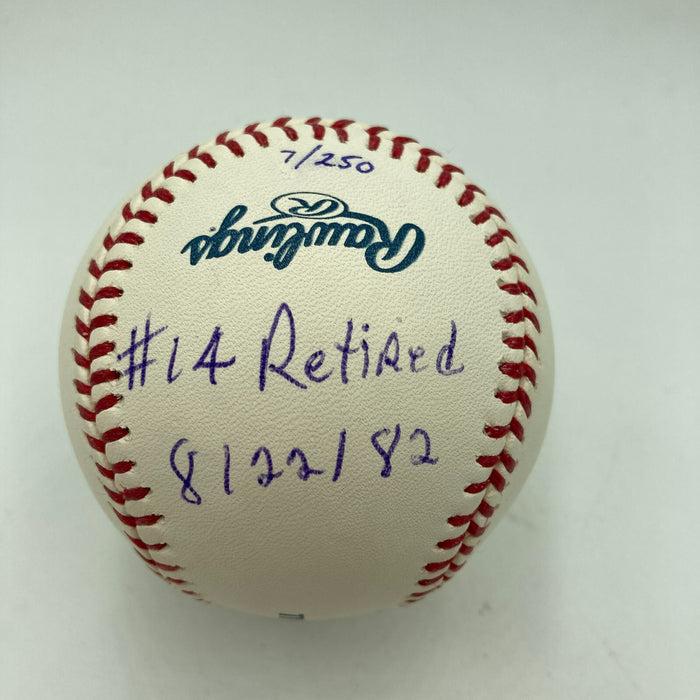 7/250
Rawlings
R
#14 Retired
8/22/82